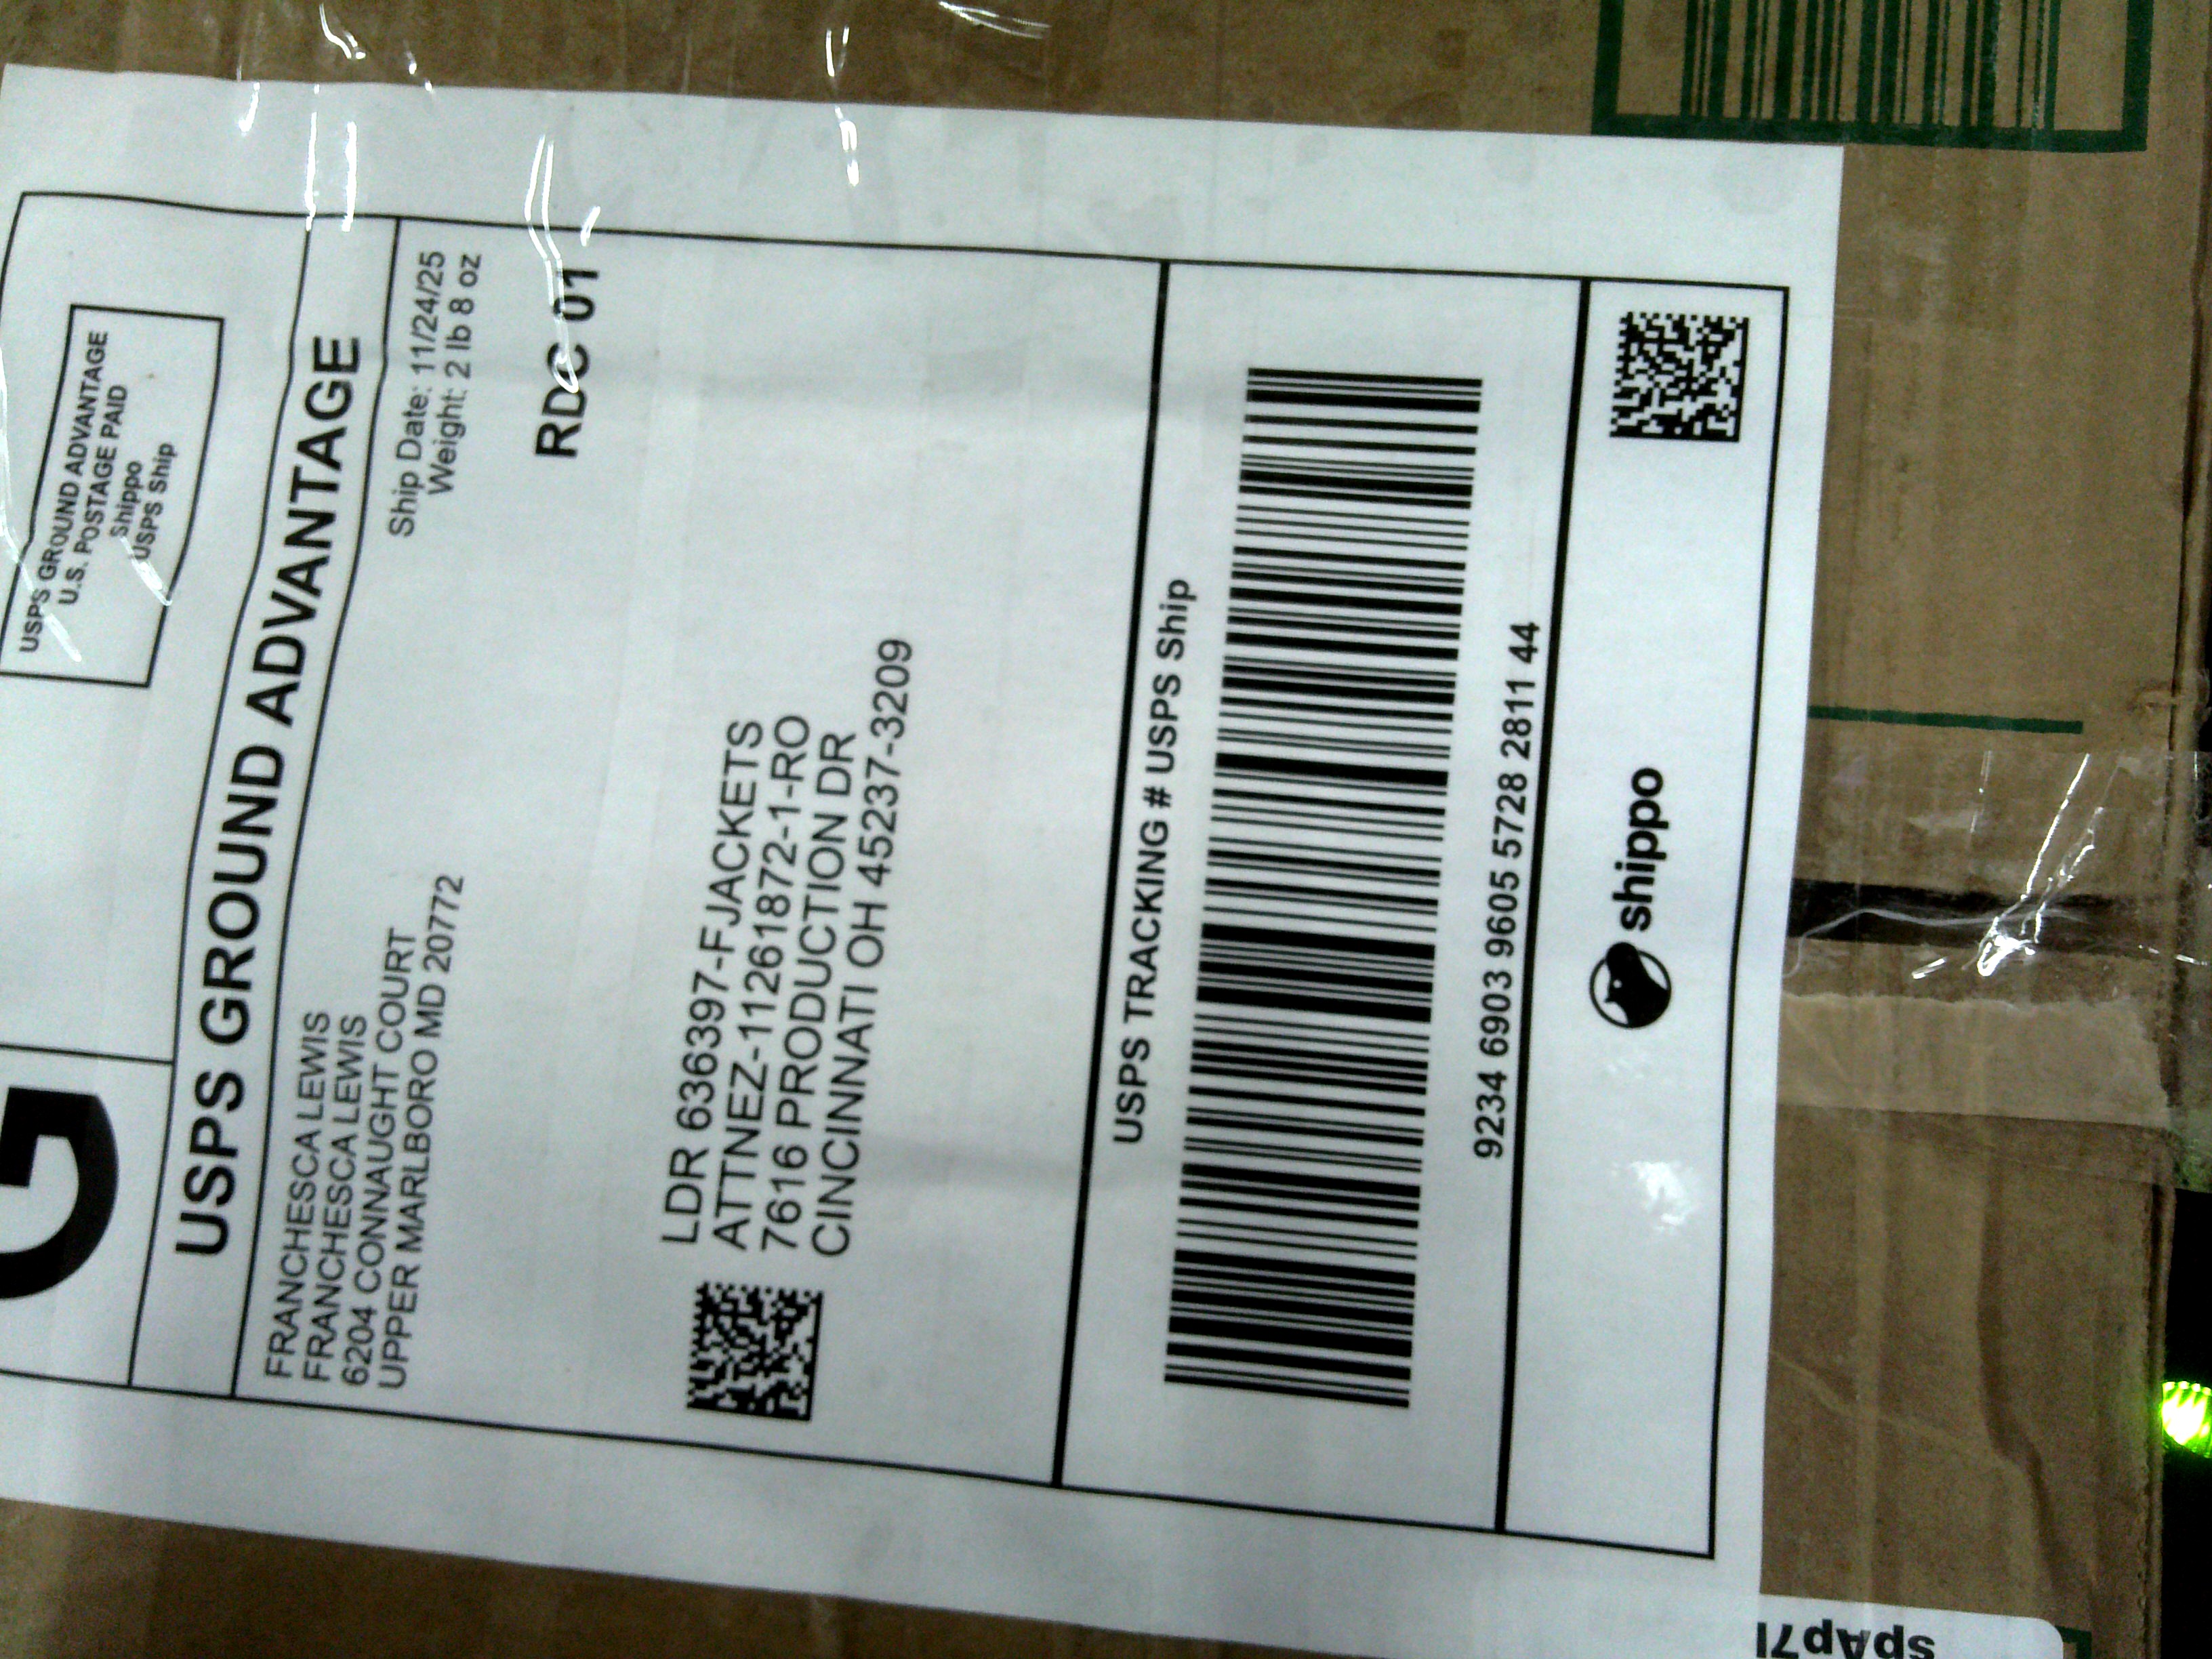 G
USPS GROUND ADVANTAGE
U.S. POSTAGE PAID
Shippo
USPS Ship
USPS GROUND ADVANTAGE
FRANCHESCA LEWIS
FRANCHESCA LEWIS
6204 CONNAUGHT COURT
UPPER MARLBORO MD 20772
Ship Date: 11/24/25
Weight: 2 lb 8 oz
RDC 01
LDR 636397-FJACKETS
ATTNEZ-11261872-1-RO
7616 PRODUCTION DR
CINCINNATI OH 45237-3209
USPS TRACKING # USPS Ship
9234 6903 9605 5728 2811 44
shippo